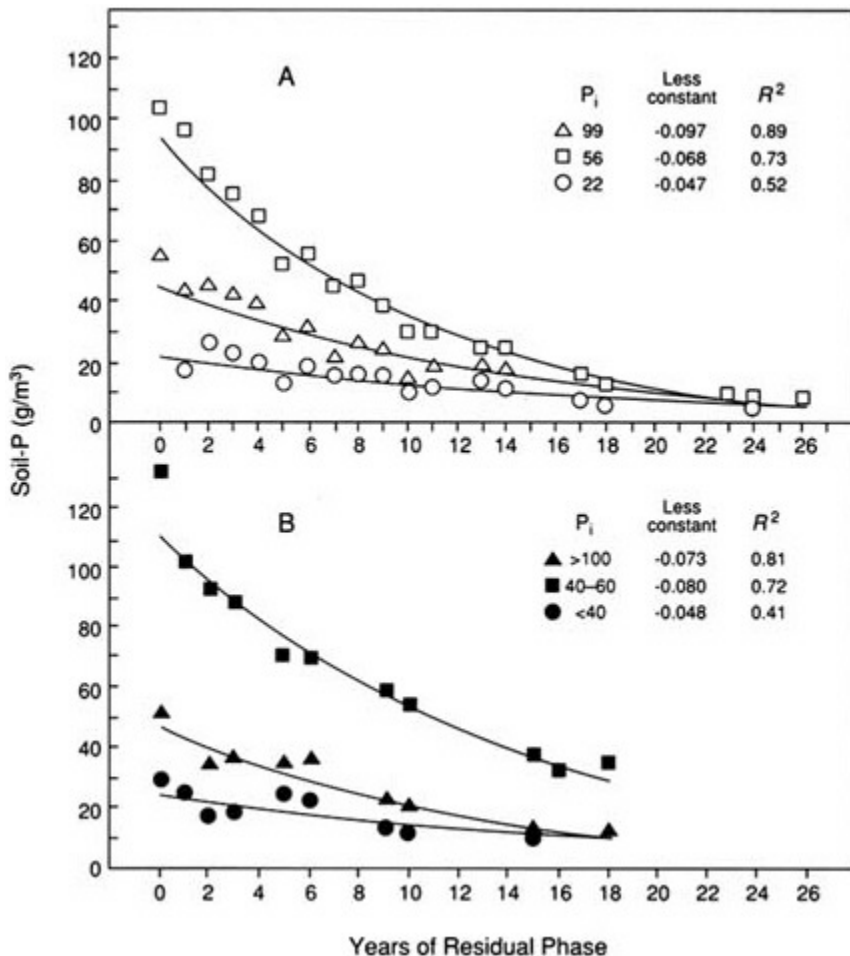 A
Less
P_i constant R²
△ 99 -0.097 0.89
□ 56 -0.068 0.73
○ 22 -0.047 0.52
120
100
80
60
40
20
0
0 2 4 6 8 10 12 14 16 18 20 22 24 26
Soil-P (g/m³)
B
Less
P_i constant R²
▲ >100 -0.073 0.81
■ 40–60 -0.080 0.72
● <40 -0.048 0.41
120
100
80
60
40
20
0
0 2 4 6 8 10 12 14 16 18 20 22 24 26
Years of Residual Phase